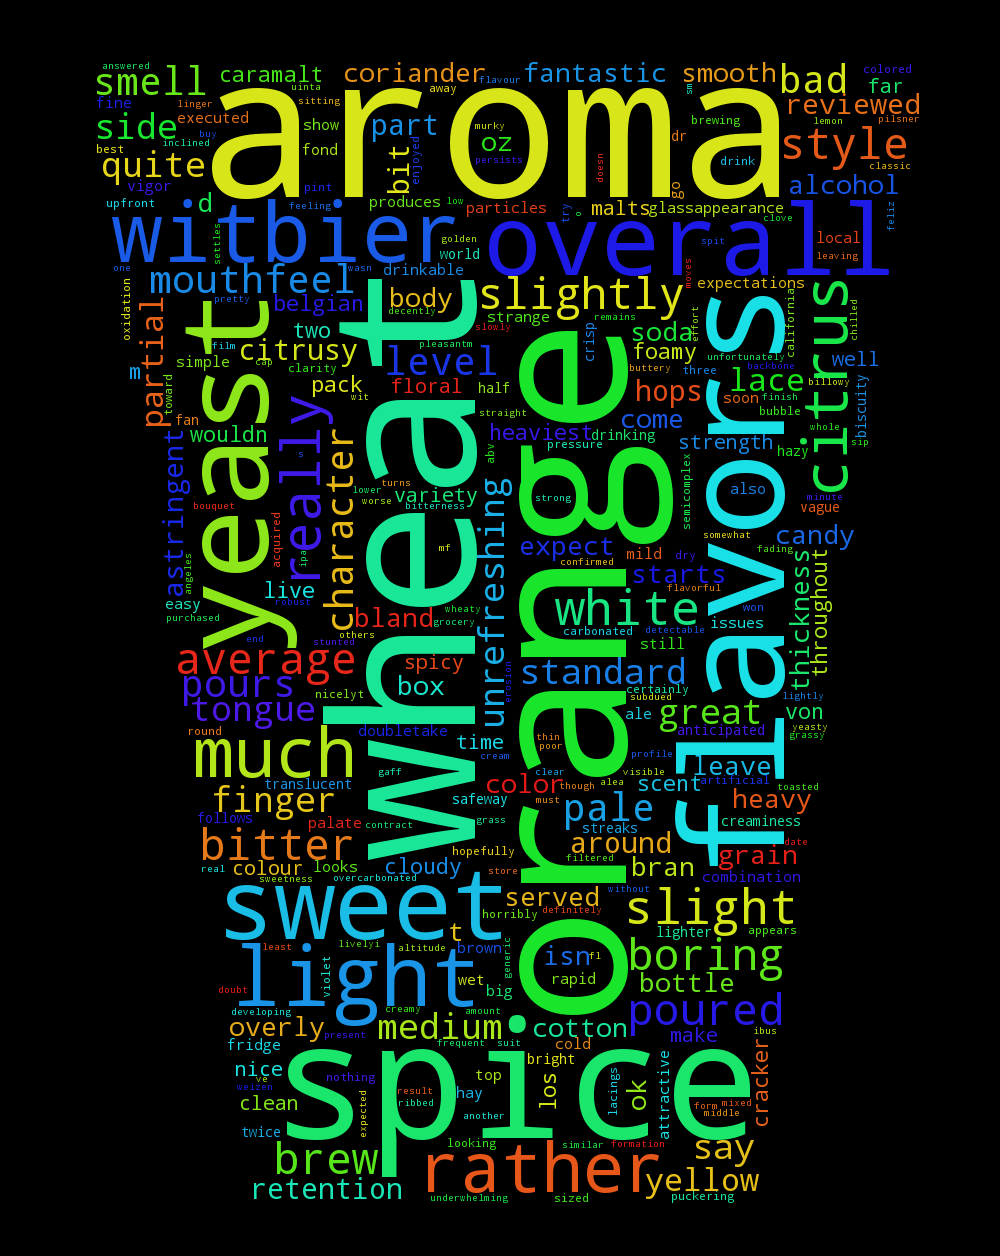 answered
smell
caramalt
coriander
flavour
fantastic
smooth
bad
colored
far
uinta
sitting
away
sm
fine
linger
executed
aroma
reviewed
side
show
part
oz
murky
brewing
lemon
pilsner
inclined
buy
dr
style
best
quite
fond
bit
enjoyed
persists
drink
doesn
classic
vigor
pint
go
alcohol
upfront
d
feeling
produces
low
particles
try
o
malts
glassappearance
clove
feliz
witbier
settles
golden
world
overall
spit
local
leaving
one
mouthfeel
wasn
drinkable
slightly
moves
expectations
oxidation
pretty
belgian
body
decently
strange
remains
effort
california
citrus
chilled
partial
film
two
slowly
crisp
soda
m
simple
citrusy
clarity
cap
level
pleasantm
buttery
foamy
unfortunately
backbone
well
toward
yeast
pack
wit
floral
half
hops
three
lace
billowy
biscuity
fan
really
straight
come
soon
finish
bubble
whole
wouldn
character
wheat
heaviest
drinking
orange
strength
flavors
hazy
sip
astringent
s
turns
abv
pressure
semicomplex
lower
variety
worse
bitterness
strong
also
minute
vague
bouquet
acquired
unrefreshing
somewhat
candy
angeles
ipa
mf
expect
mild
dry
fading
confirmed
easy
live
robust
wheaty
starts
flavorful
thickness
throughout
purchased
bland
grocery
white
won
end
stunted
others
carbonated
detectable
issues
still
average
spicy
erosion
standard
pours
nicelyt
box
certainly
subdued
lightly
tongue
ale
great
von
yeasty
round
doubletake
time
thin
poor
anticipated
grassy
much
cream
profile
leave
translucent
gaff
color
clear
alea
visible
scent
artificial
toasted
finger
safeway
though
must
pale
heavy
follows
palate
contract
grass
streaks
creaminess
bitter
hopefully
around
date
real
colour
looks
cloudy
store
filtered
bran
grain
sweetness
overcarbonated
without
combination
sweet
served
slight
t
horribly
definitely
lighter
appears
least
livelyi
altitude
brown
generic
isn
fl
boring
light
doubt
violet
wet
big
rapid
bottle
developing
creamy
amount
poured
overly
present
medium
frequent
suit
cotton
make
ibus
fridge
cold
nice
ve
bright
weizen
nothing
top
spice
los
ok
attractive
cracker
clean
expected
result
ribbed
hay
lacings
form
mixed
middle
another
twice
looking
similar
formation
say
brew
rather
yellow
retention
underwhelming
sized
puckering